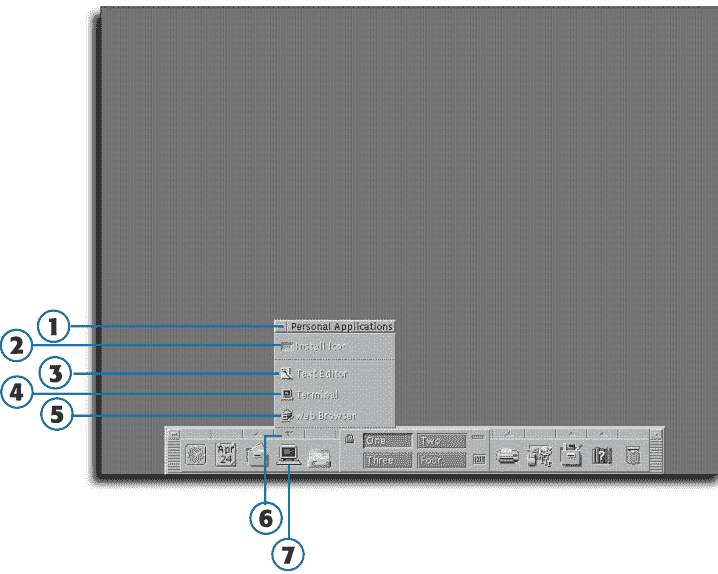 1
Personal Applications
2
Install Icon
3
Text Editor
4
Terminal
5
Web Browser
Apr
24
One
Two
Three
Four
?
6
7